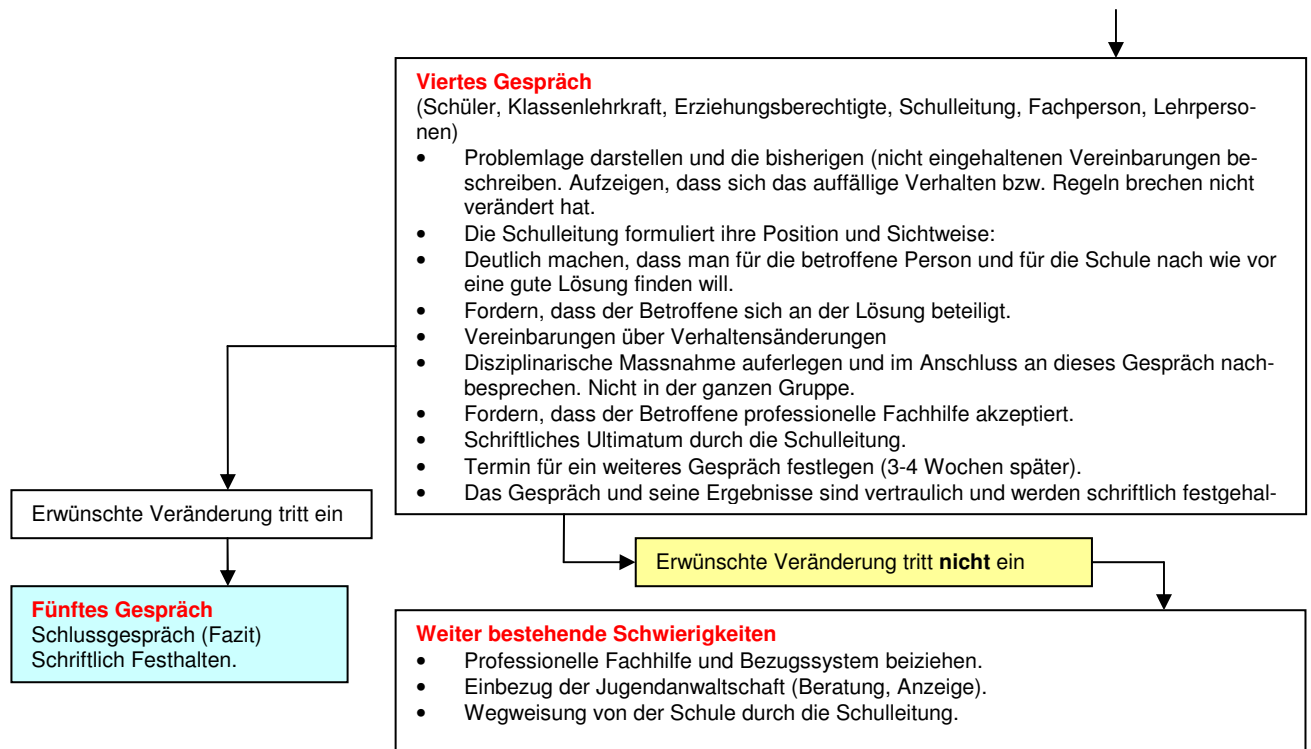 Viertes Gespräch
(Schüler, Klassenlehrkraft, Erziehungsberechtigte, Schulleitung, Fachperson, Lehrperso-
nen)
• Problemlage darstellen und die bisherigen (nicht eingehaltenen Vereinbarungen be-
schreiben. Aufzeigen, dass sich das auffällige Verhalten bzw. Regeln brechen nicht
verändert hat.
• Die Schulleitung formuliert ihre Position und Sichtweise:
• Deutlich machen, dass man für die betroffene Person und für die Schule nach wie vor
eine gute Lösung finden will.
• Fordern, dass der Betroffene sich an der Lösung beteiligt.
• Vereinbarungen über Verhaltensänderungen
• Disziplinarische Massnahme auferlegen und im Anschluss an dieses Gespräch nach-
besprechen. Nicht in der ganzen Gruppe.
• Fordern, dass der Betroffene professionelle Fachhilfe akzeptiert.
• Schriftliches Ultimatum durch die Schulleitung.
• Termin für ein weiteres Gespräch festlegen (3-4 Wochen später).
• Das Gespräch und seine Ergebnisse sind vertraulich und werden schriftlich festgehal-
Erwünschte Veränderung tritt ein
Erwünschte Veränderung tritt nicht ein
Fünftes Gespräch
Schlussgespräch (Fazit)
Schriftlich Festhalten.
Weiter bestehende Schwierigkeiten
• Professionelle Fachhilfe und Bezugssystem beiziehen.
• Einbezug der Jugendanwaltschaft (Beratung, Anzeige).
• Wegweisung von der Schule durch die Schulleitung.